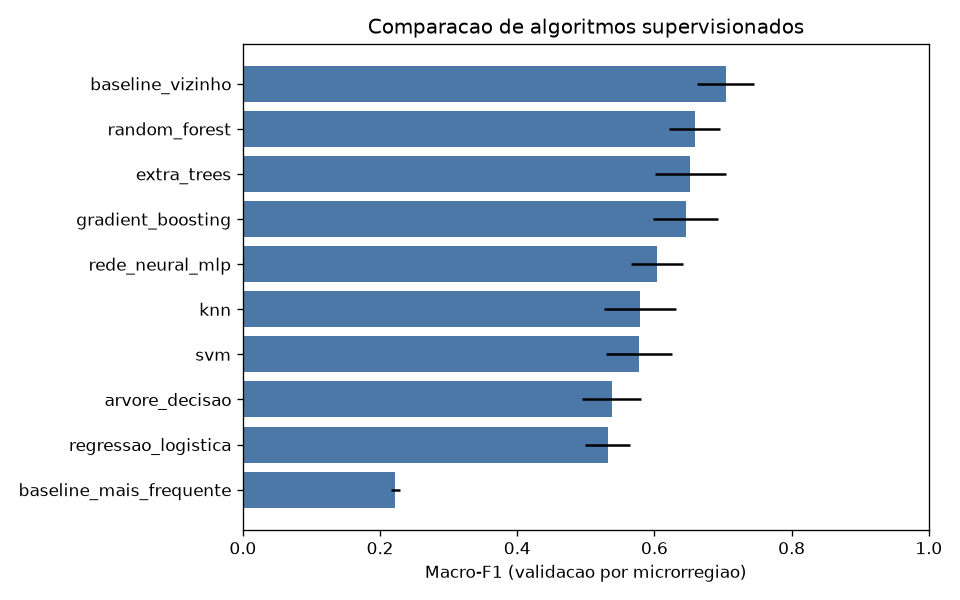 Comparacao de algoritmos supervisionados
baseline_vizinho
random_forest
extra_trees
gradient_boosting
rede_neural_mlp
knn
svm
arvore_decisao
regressao_logistica
baseline_mais_frequente
0.0 0.2 0.4 0.6 0.8 1.0
Macro-F1 (validacao por microrregiao)